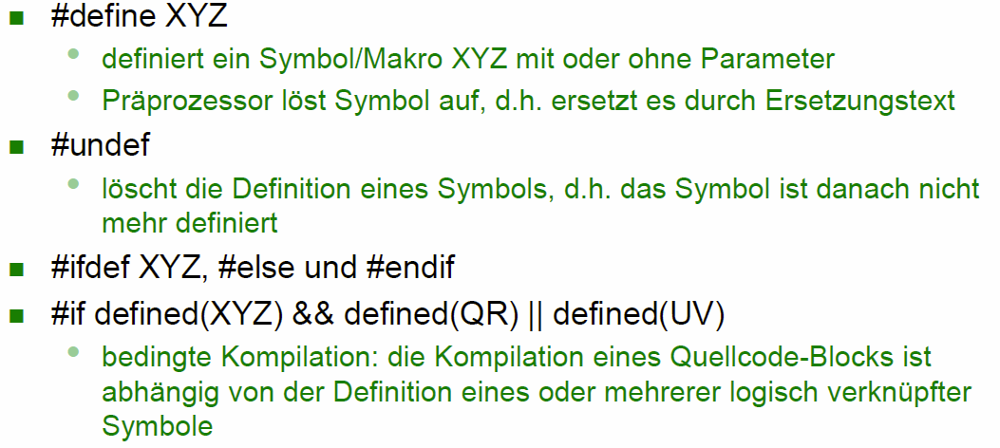 #define XYZ
definiert ein Symbol/Makro XYZ mit oder ohne Parameter
Präprozessor löst Symbol auf, d.h. ersetzt es durch Ersetzungstext
#undef
löscht die Definition eines Symbols, d.h. das Symbol ist danach nicht
mehr definiert
#ifdef XYZ, #else und #endif
#if defined(XYZ) && defined(QR) || defined(UV)
bedingte Kompilation: die Kompilation eines Quellcode-Blocks ist
abhängig von der Definition eines oder mehrerer logisch verknüpfter
Symbole